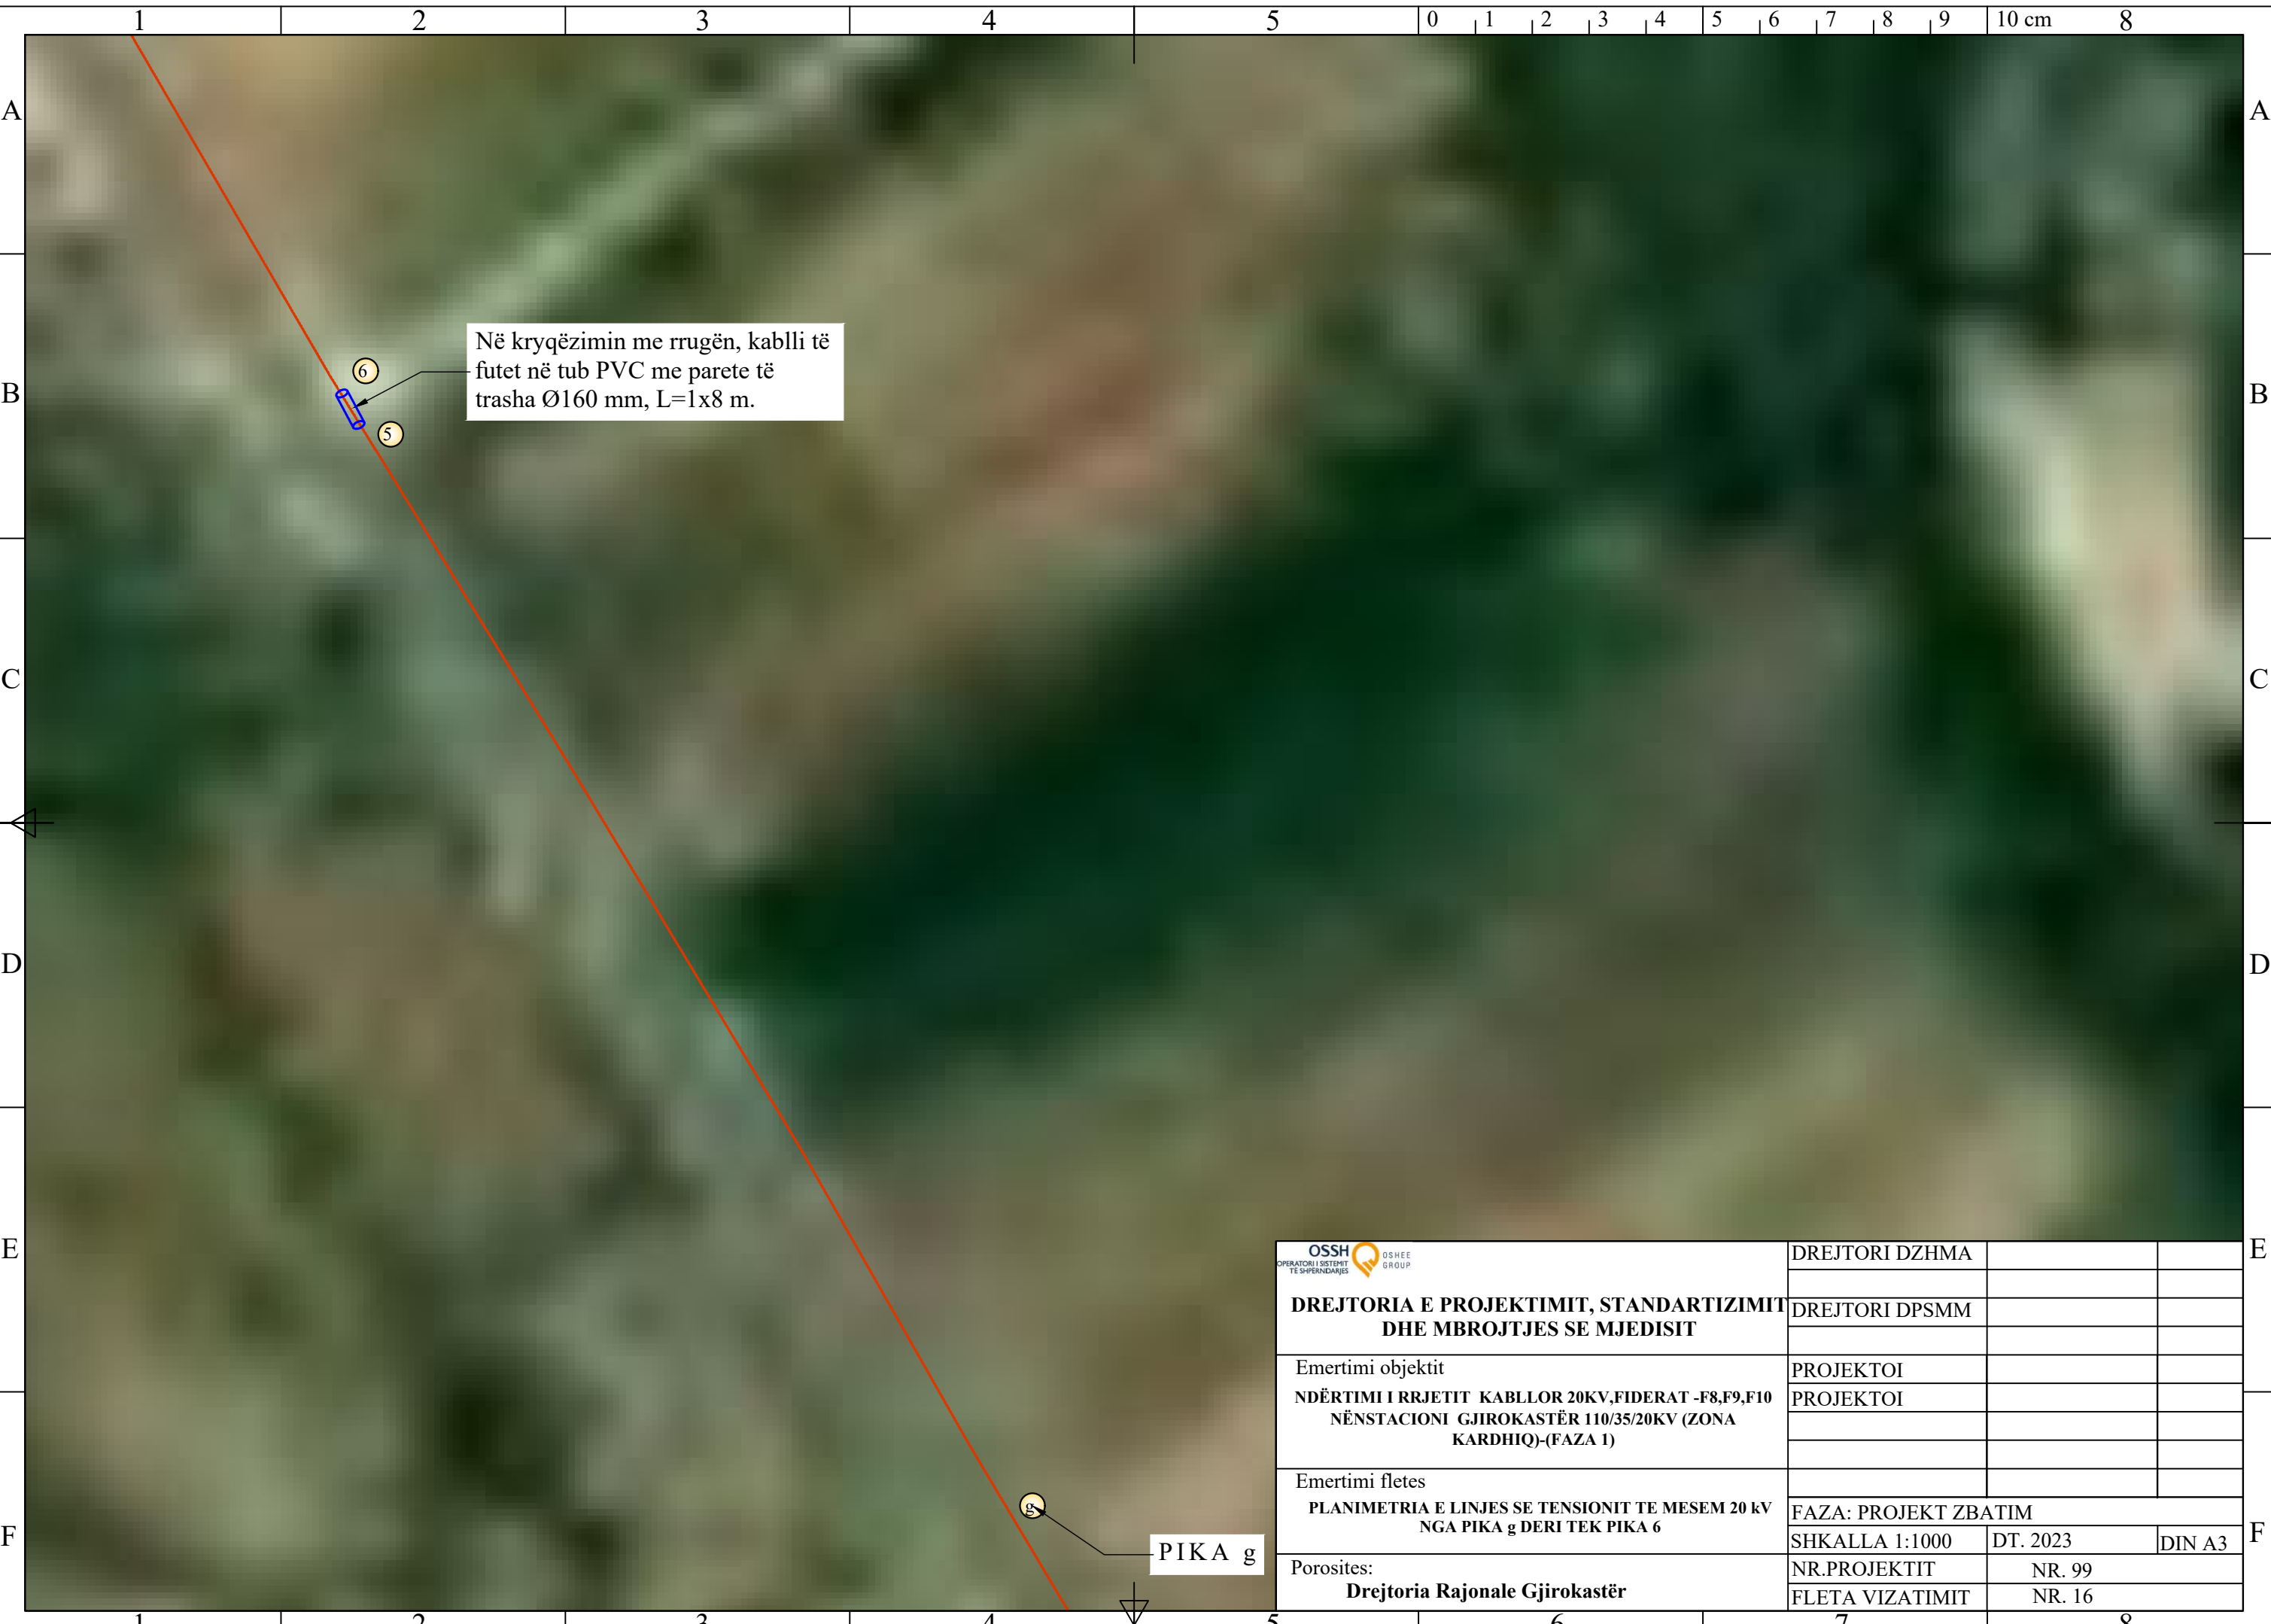 1 2 3 4 5 0 1 2 3 4 5 6 7 8 9 10 cm 8
A A
Në kryqëzimin me rrugën, kablli të
futet në tub PVC me parete të
trasha Ø160 mm, L=1x8 m.
6
B B
5
C C
D D
E E
OSSH
OPERATORI I SISTEMIT
TË SHPËRNDARJES
OSHEE
GROUP
DREJTORIA E PROJEKTIMIT, STANDARTIZIMIT
DHE MBROJTJES SE MJEDISIT
DREJTORI DZHMA
DREJTORI DPSMM
Emertimi objektit
NDËRTIMI I RRJETIT KABLLOR 20KV,FIDERAT -F8,F9,F10
NËNSTACIONI GJIROKASTËR 110/35/20KV (ZONA
KARDHIQ)-(FAZA 1)
PROJEKTOI
PROJEKTOI
Emertimi fletes
PLANIMETRIA E LINJES SE TENSIONIT TE MESEM 20 kV
NGA PIKA g DERI TEK PIKA 6
FAZA: PROJEKT ZBATIM
SHKALLA 1:1000 DT. 2023 DIN A3
Porosites:
Drejtoria Rajonale Gjirokastër
NR.PROJEKTIT NR. 99
FLETA VIZATIMIT NR. 16
g
PIKA g
F F
1 2 3 4 5 6 7 8